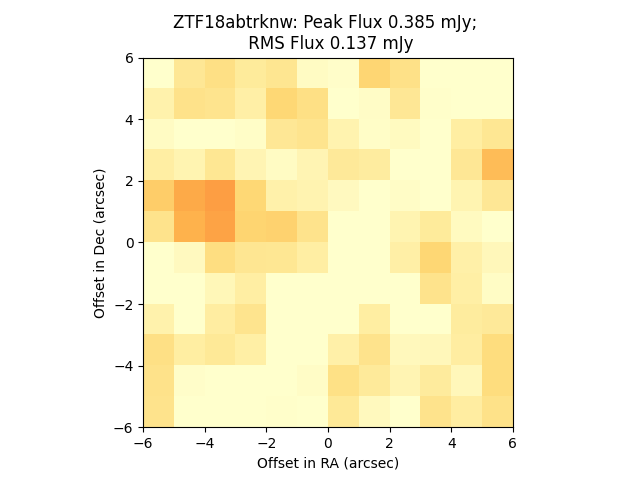 ZTF18abtrknw: Peak Flux 0.385 mJy;
RMS Flux 0.137 mJy
6
4
2
0
−2
−4
−6
Offset in Dec (arcsec)
−6 −4 −2 0 2 4 6
Offset in RA (arcsec)